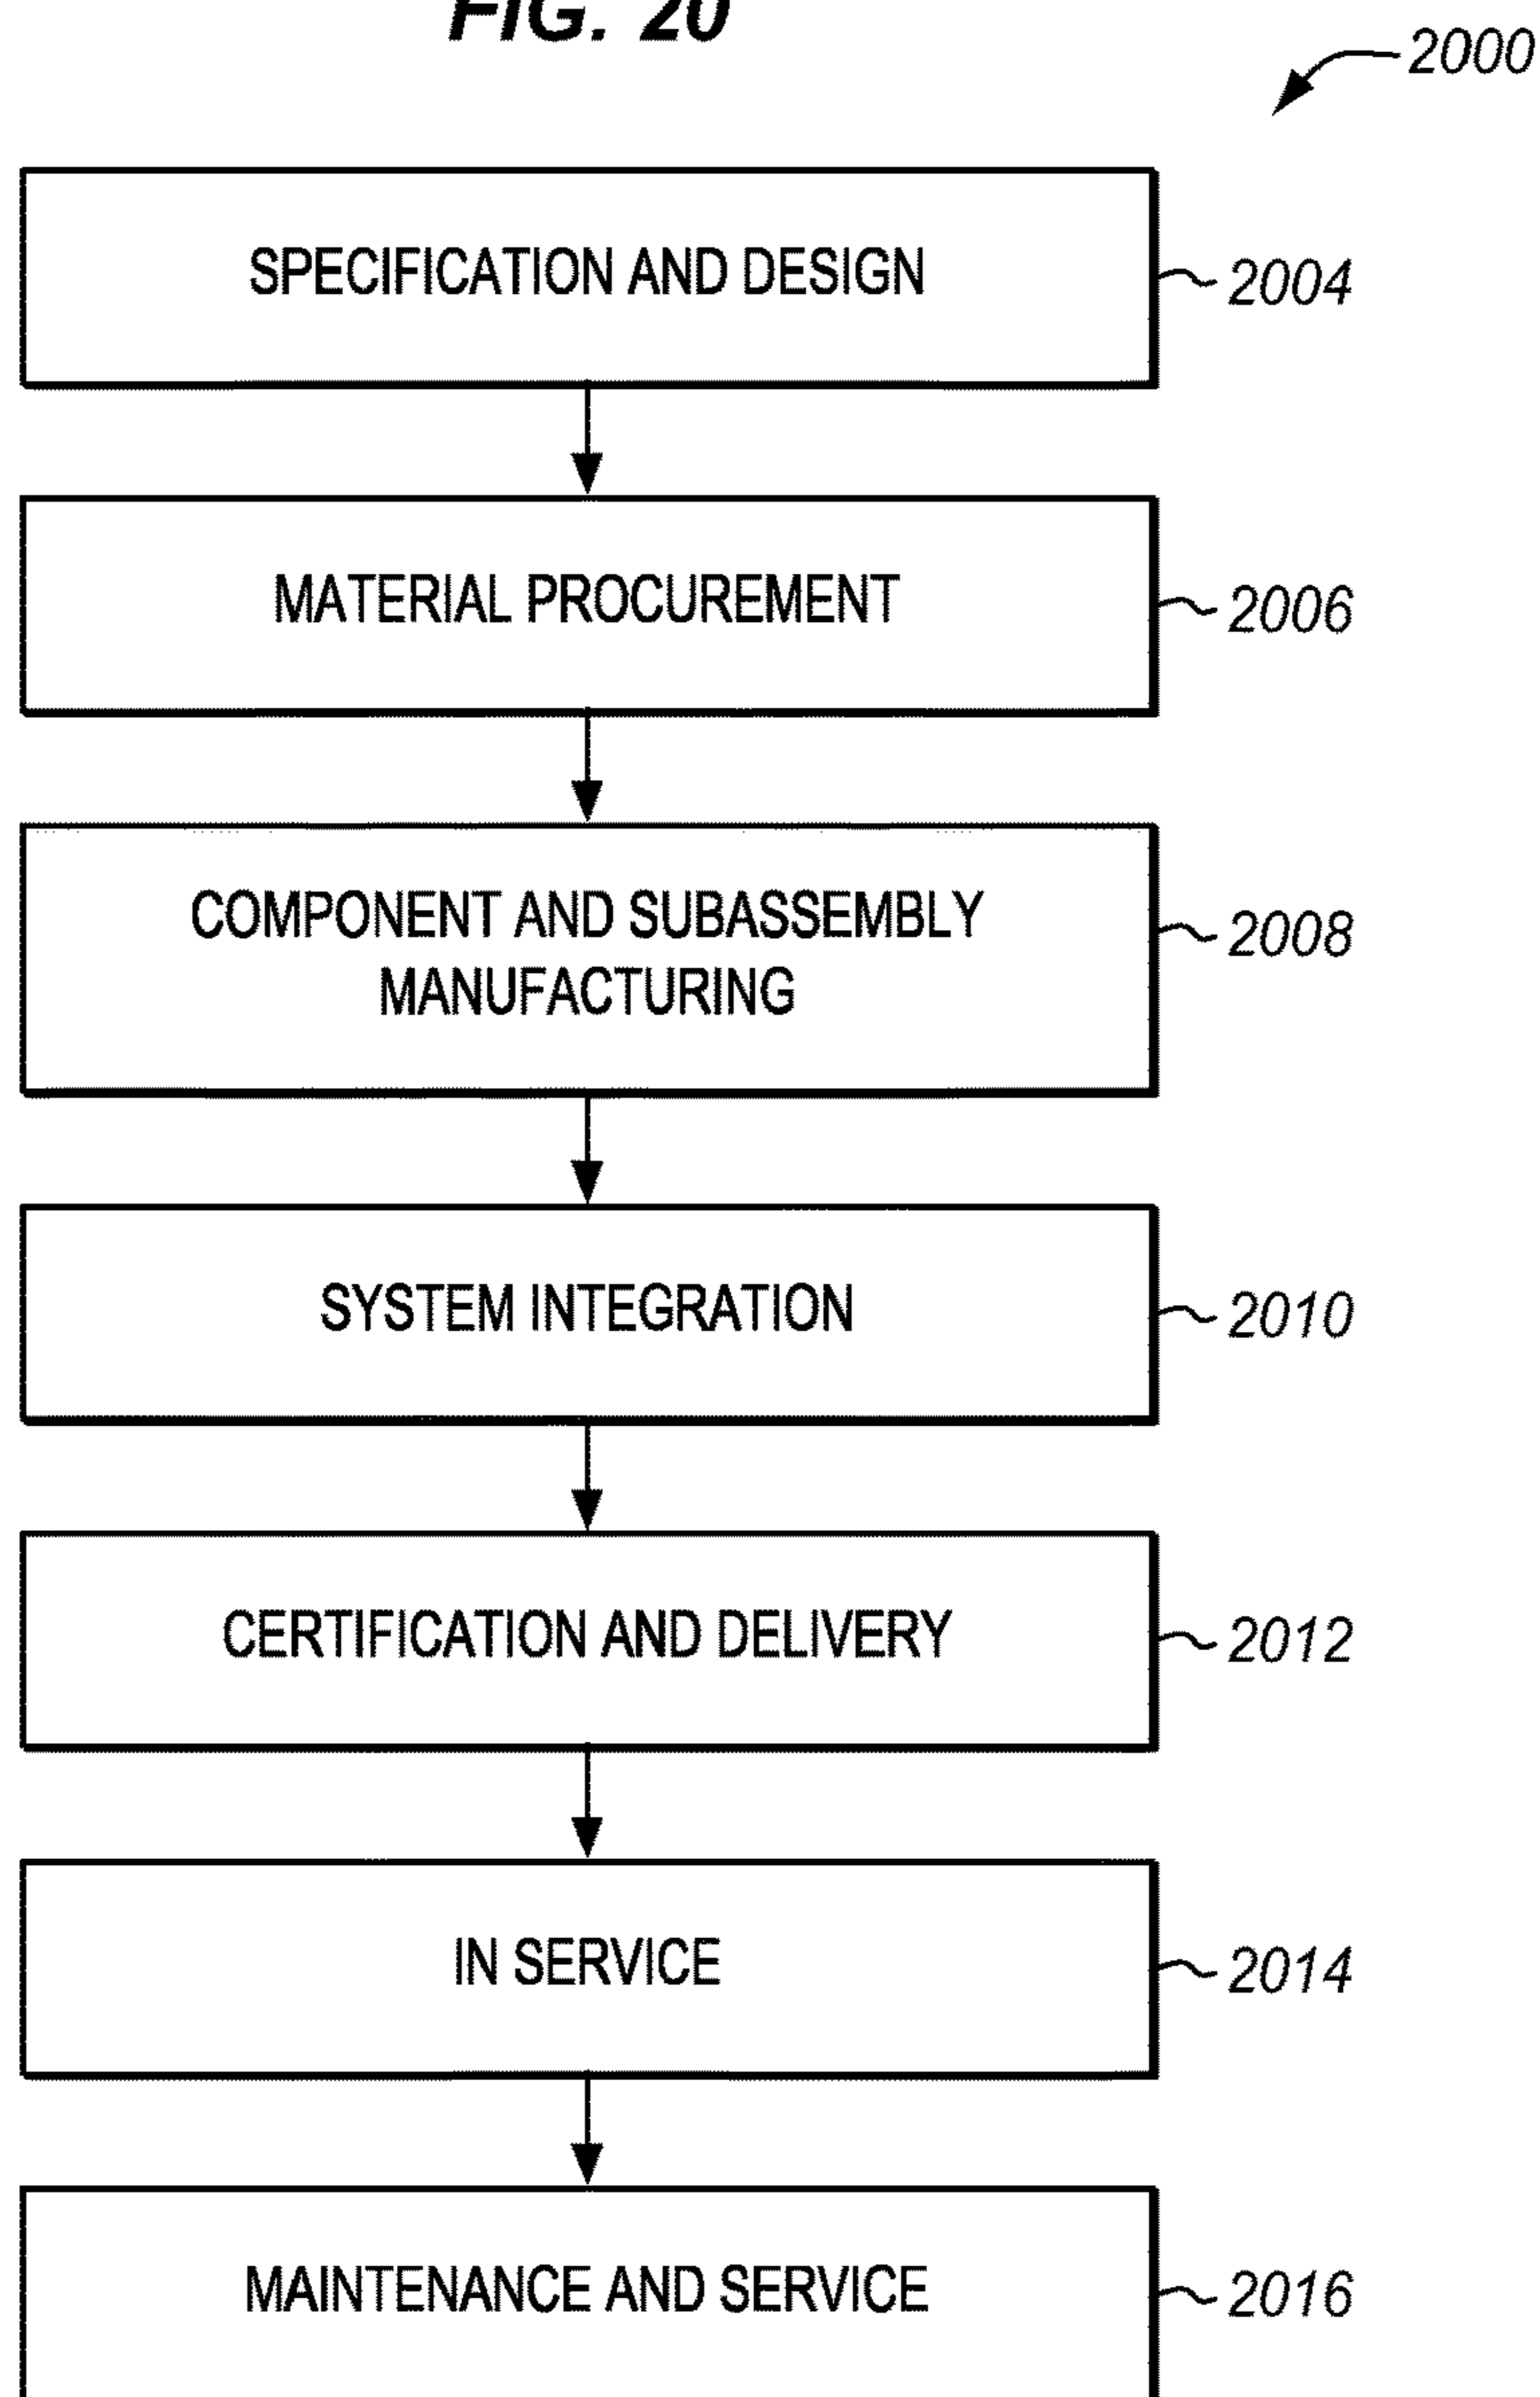 FIG. 20
2000
SPECIFICATION AND DESIGN
2004
MATERIAL PROCUREMENT
2006
COMPONENT AND SUBASSEMBLY
MANUFACTURING
2008
SYSTEM INTEGRATION
2010
CERTIFICATION AND DELIVERY
2012
IN SERVICE
2014
MAINTENANCE AND SERVICE
2016